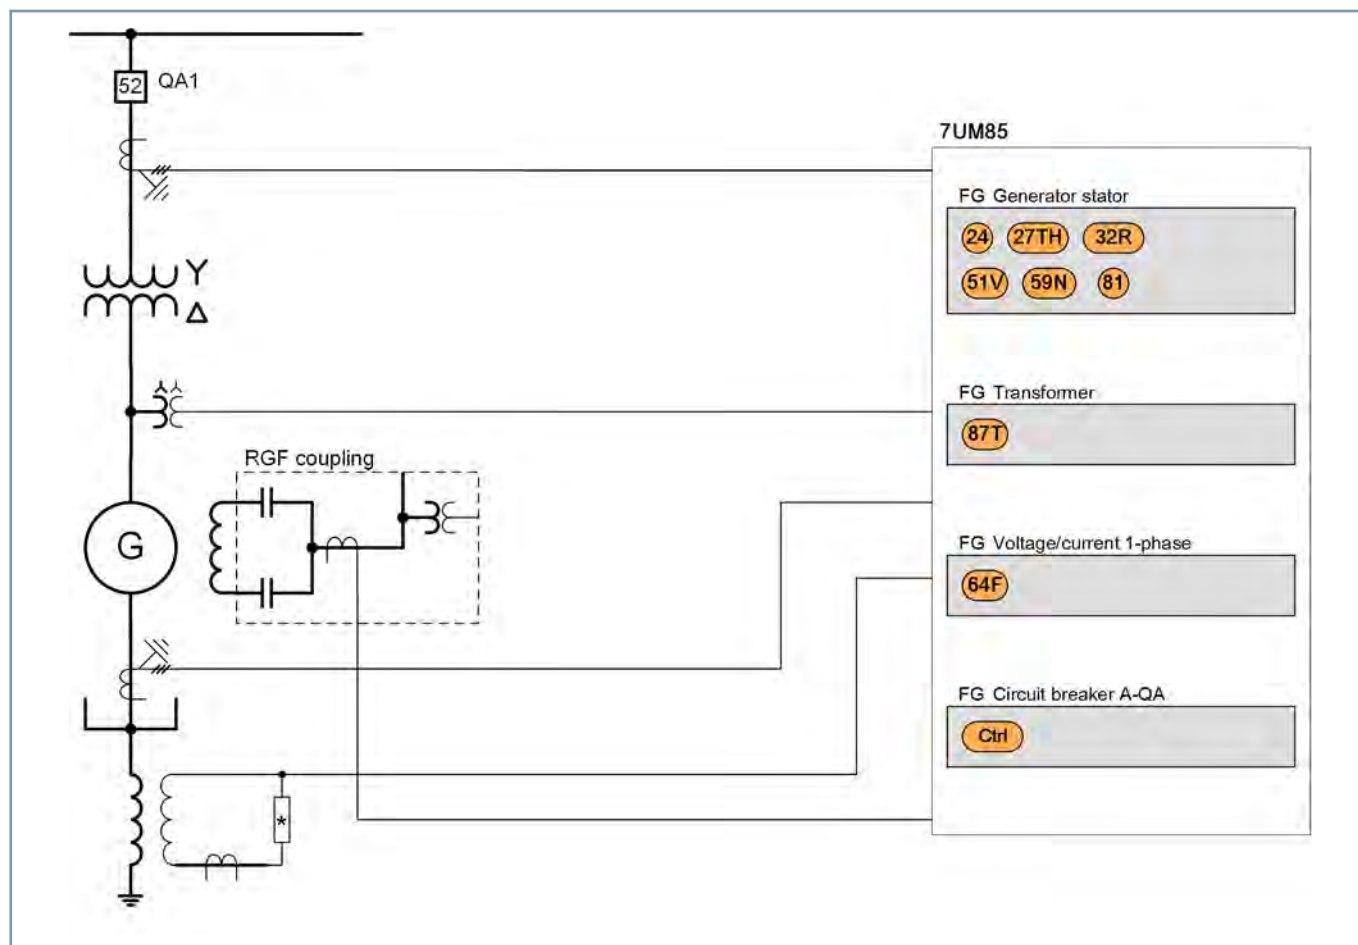 52 QA1
7UM85
FG Generator stator
24 27TH 32R
51V 59N 81
Y
Δ
FG Transformer
87T
RGF coupling
G
FG Voltage/current 1-phase
64F
FG Circuit breaker A-QA
Ctrl
*